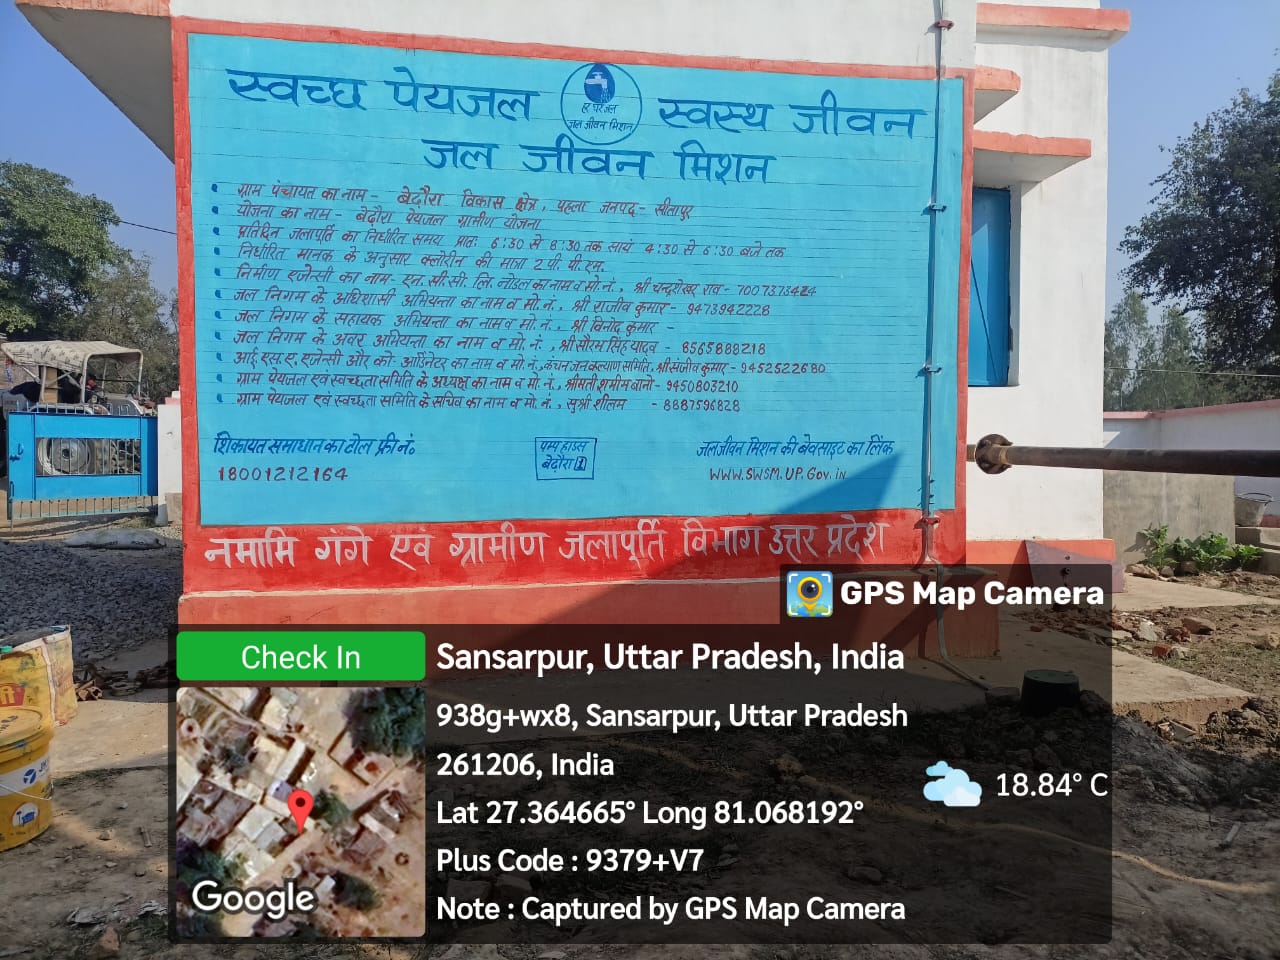 स्वच्छ पेयजल
हर घर जल
जल जीवन मिशन
स्वस्थ जीवन
जल जीवन मिशन
• ग्राम पंचायत का नाम - बेदौरा विकास क्षेत्र, पहला जनपद - सीतापुर
• योजना का नाम - बेदौरा पेयजल ग्रामीण योजना
• प्रतिदिन जलापूर्ति का निर्धारित समय प्रातः 6:30 से 8:30 तक सायं 4:30 से 6:30 बजे तक
• निर्धारित मानक के अनुसार क्लोरीन की मात्रा 2 पी. पी. एम.
• निर्माण एजेन्सी का नाम- एन. सी. सी. लि. नोडल का नाम व मो. नं., श्री चन्द्रशेखर राव - 7007373424
• जल निगम के अधिशासी अभियन्ता का नाम व मो. नं., श्री राजीव कुमार - 9473942228
• जल निगम के सहायक अभियन्ता का नाम व मो. नं., श्री विनोद कुमार -
• जल निगम के अवर अभियन्ता का नाम व मो. नं., श्री सौरभ सिंह यादव - 8565888218
• आई. एस. ए. एजेन्सी और को- आर्डिनेटर का नाम व मो. नं., कंचन जनकल्याण समिति, श्री संजीव कुमार - 9452522680
• ग्राम पेयजल एवं स्वच्छता समिति के अध्यक्ष का नाम व मो. नं., श्रीमती शमीम बानो - 9450803210
• ग्राम पेयजल एवं स्वच्छता समिति के सचिव का नाम व मो. नं., सुश्री शीलम - 8887596828
शिकायत समाधान का टोल फ्री नं.
18001212164
पम्प हाउस
बेदौरा 1
जल जीवन मिशन की बेवसाइट का लिंक
WWW.SWSM.UP.Gov.in
नमामि गंगे एवं ग्रामीण जलापूर्ति विभाग उत्तर प्रदेश
GPS Map Camera
Check In
Sansarpur, Uttar Pradesh, India
938g+wx8, Sansarpur, Uttar Pradesh
261206, India
Lat 27.364665° Long 81.068192°
Plus Code : 9379+V7
Note : Captured by GPS Map Camera
18.84° C
Google